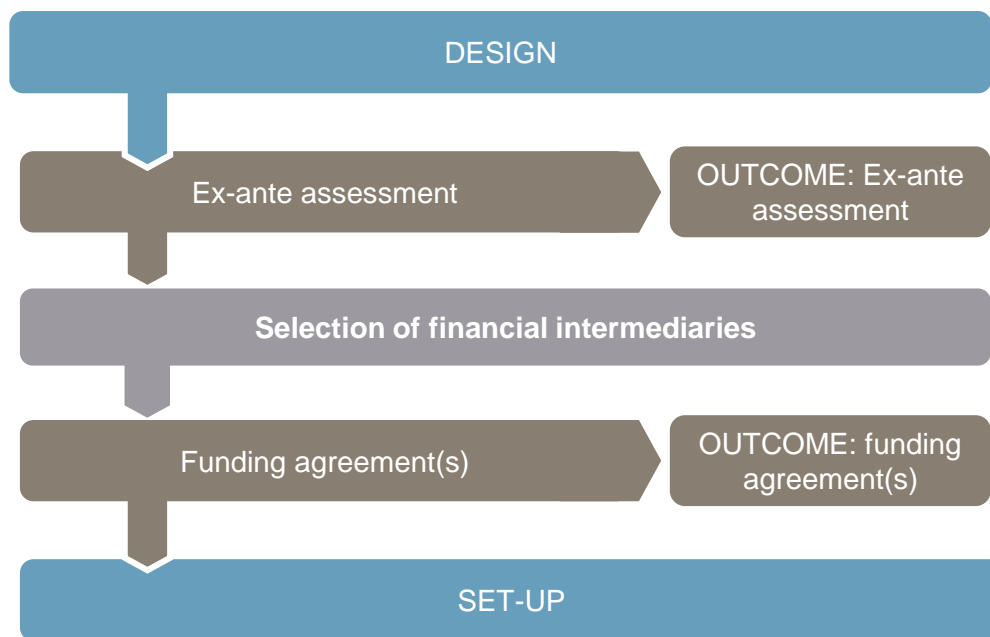 DESIGN
Ex-ante assessment
OUTCOME: Ex-ante
assessment
Selection of financial intermediaries
Funding agreement(s)
OUTCOME: funding
agreement(s)
SET-UP